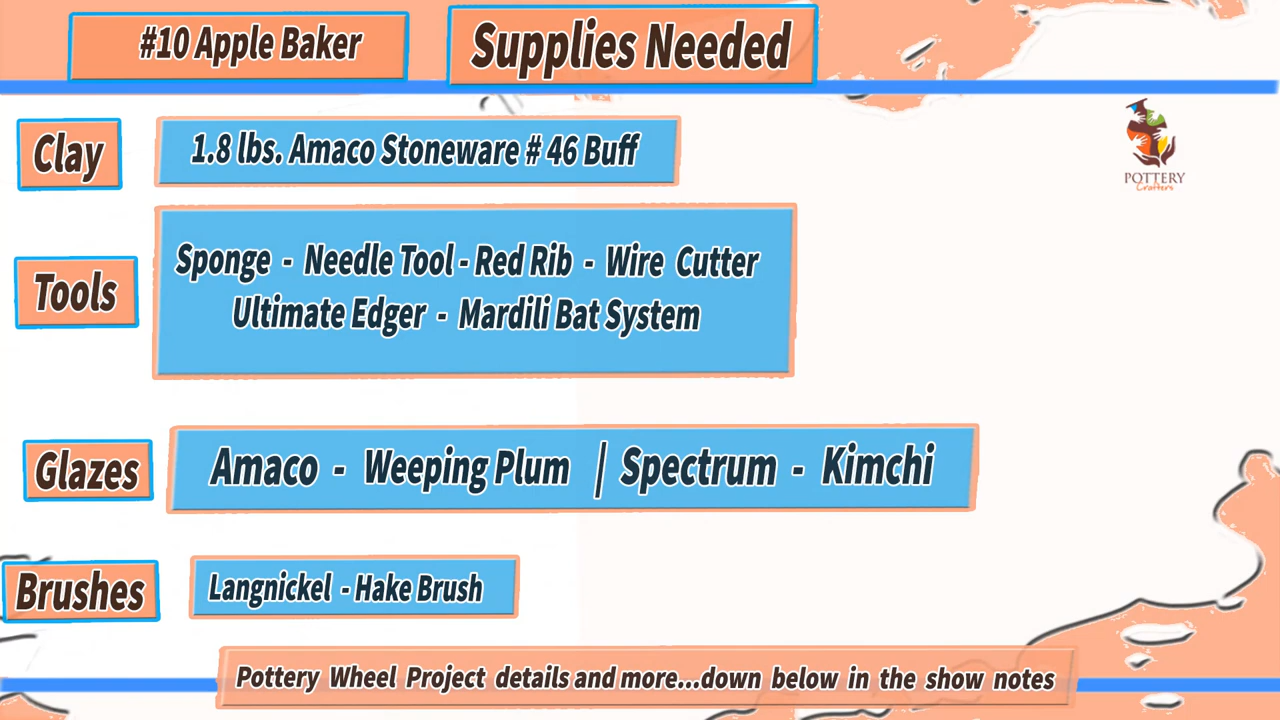 #10 Apple Baker
Supplies Needed
POTTERY
Crafters
Clay
1.8 lbs. Amaco Stoneware # 46 Buff
Tools
Sponge - Needle Tool - Red Rib - Wire Cutter
Ultimate Edger - Mardili Bat System
Glazes
Amaco - Weeping Plum | Spectrum - Kimchi
Brushes
Langnickel - Hake Brush
Pottery Wheel Project details and more...down below in the show notes